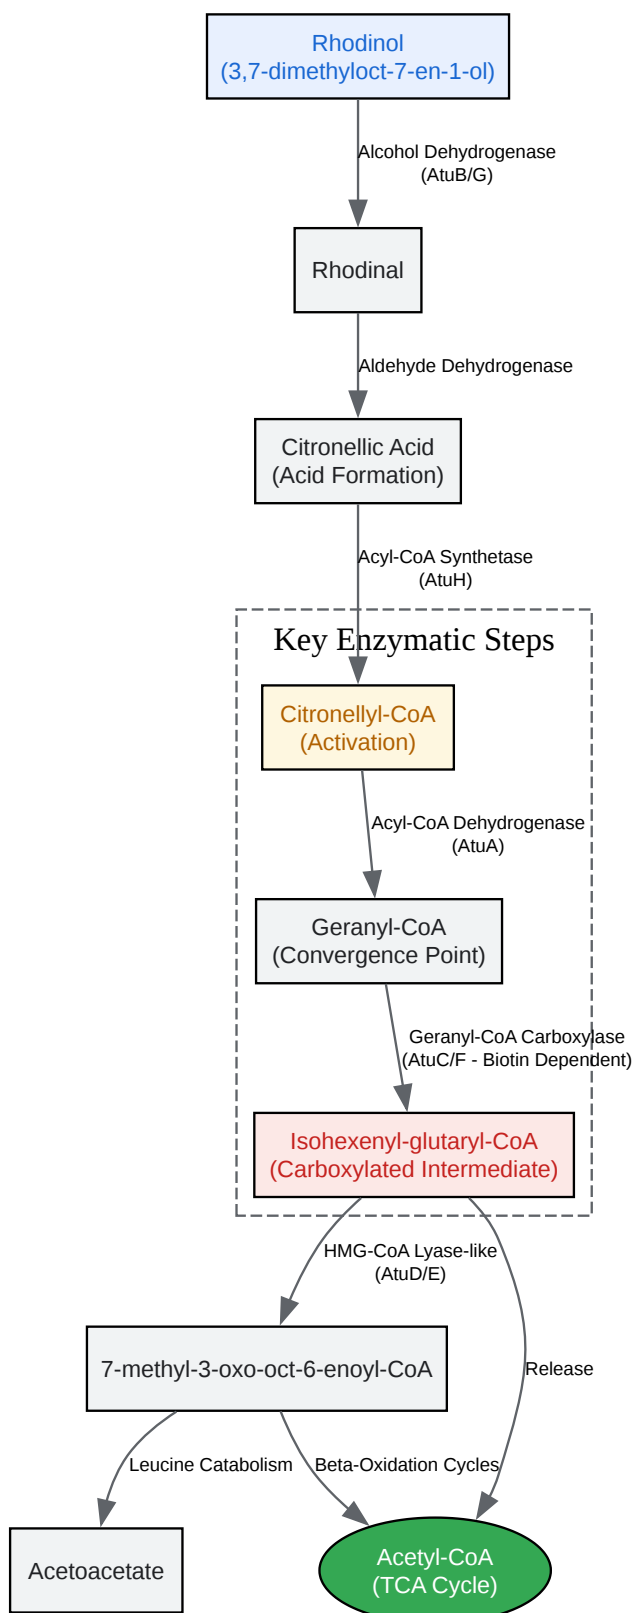 Rhodinol
(3,7-dimethyloct-7-en-1-ol)
Alcohol Dehydrogenase
(AtuB/G)
Rhodinal
Aldehyde Dehydrogenase
Citronellic Acid
(Acid Formation)
Acyl-CoA Synthetase
(AtuH)
Key Enzymatic Steps
Citronellyl-CoA
(Activation)
Acyl-CoA Dehydrogenase
(AtuA)
Geranyl-CoA
(Convergence Point)
Geranyl-CoA Carboxylase
(AtuC/F - Biotin Dependent)
Isohexenyl-glutaryl-CoA
(Carboxylated Intermediate)
HMG-CoA Lyase-like
(AtuD/E)
7-methyl-3-oxo-oct-6-enoyl-CoA
Release
Leucine Catabolism
Beta-Oxidation Cycles
Acetoacetate
Acetyl-CoA
(TCA Cycle)